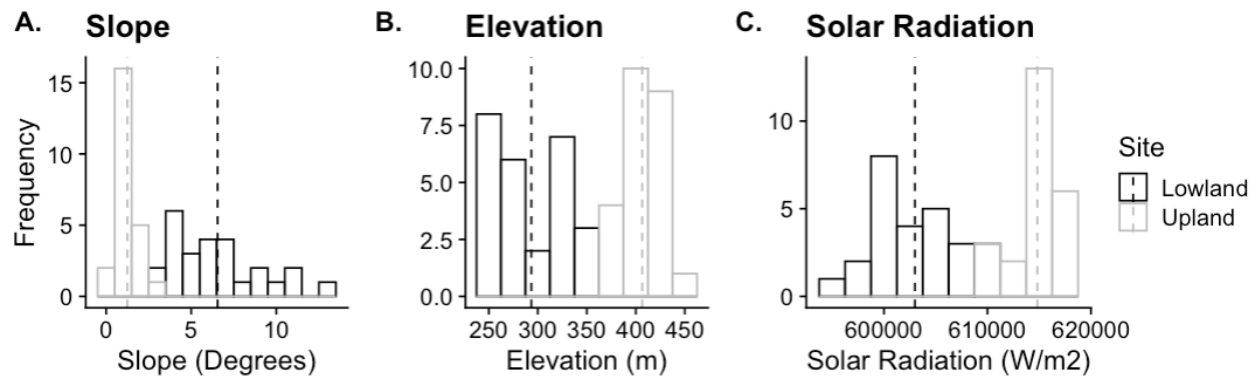 A. Slope
B. Elevation
C. Solar Radiation
Frequency
15
10
5
0
0 5 10
Slope (Degrees)
10.0
7.5
5.0
2.5
0.0
250 300 350 400 450
Elevation (m)
10
5
0
600000 610000 620000
Solar Radiation (W/m2)
Site
Lowland
Upland